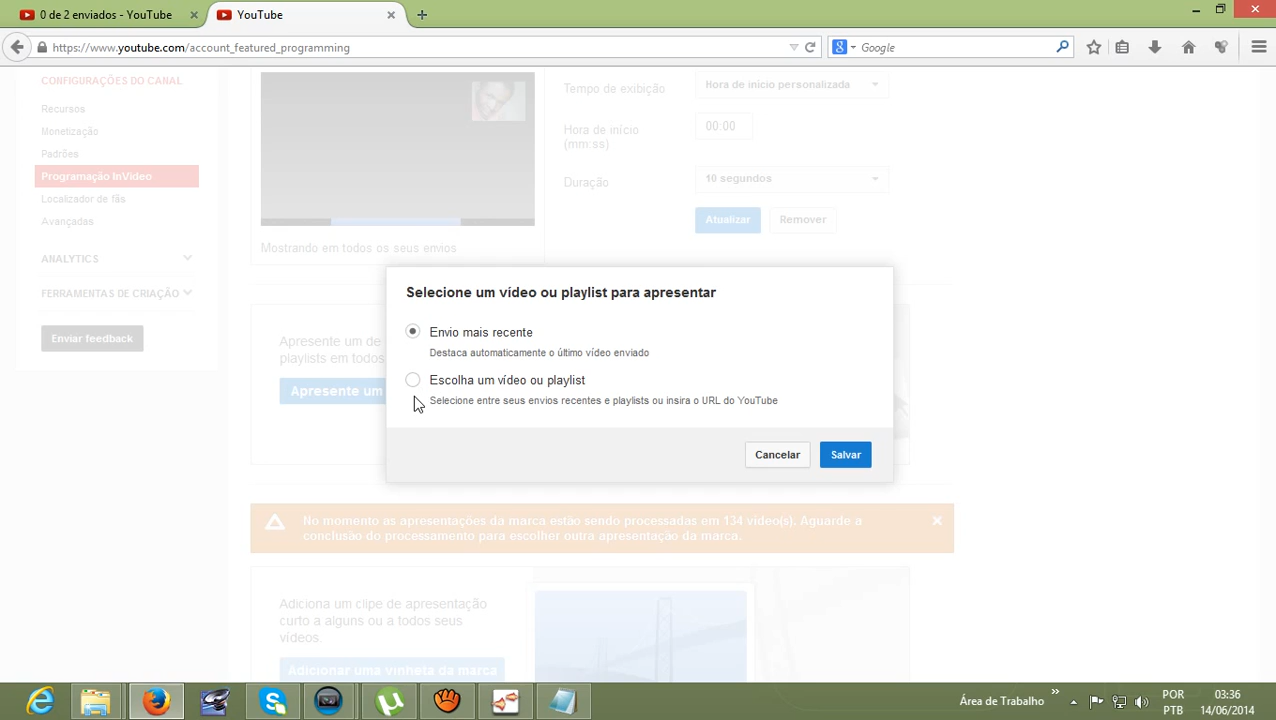 0 de 2 enviados - YouTube
YouTube
https://www.youtube.com/account_featured_programming
Google
CONFIGURAÇÕES DO CANAL
Recursos
Monetização
Padrões
Programação InVideo
Localizador de fãs
Avançadas
ANALYTICS
FERRAMENTAS DE CRIAÇÃO
Enviar feedback
Mostrando em todos os seus envios
Tempo de exibição
Hora de início personalizada
Hora de início
(mm:ss)
00:00
Duração
10 segundos
Atualizar
Remover
Apresente um de
playlists em todos
Apresente um
Selecione um vídeo ou playlist para apresentar
Envio mais recente
Destaca automaticamente o último vídeo enviado
Escolha um vídeo ou playlist
Selecione entre seus envios recentes e playlists ou insira o URL do YouTube
Cancelar
Salvar
No momento as apresentações da marca estão sendo processadas em 134 vídeo(s). Aguarde a
conclusão do processamento para escolher outra apresentação da marca.
Adiciona um clipe de apresentação
curto a alguns ou a todos seus
vídeos.
Adicionar uma vinheta da marca
Área de Trabalho
POR
PTB
03:36
14/06/2014